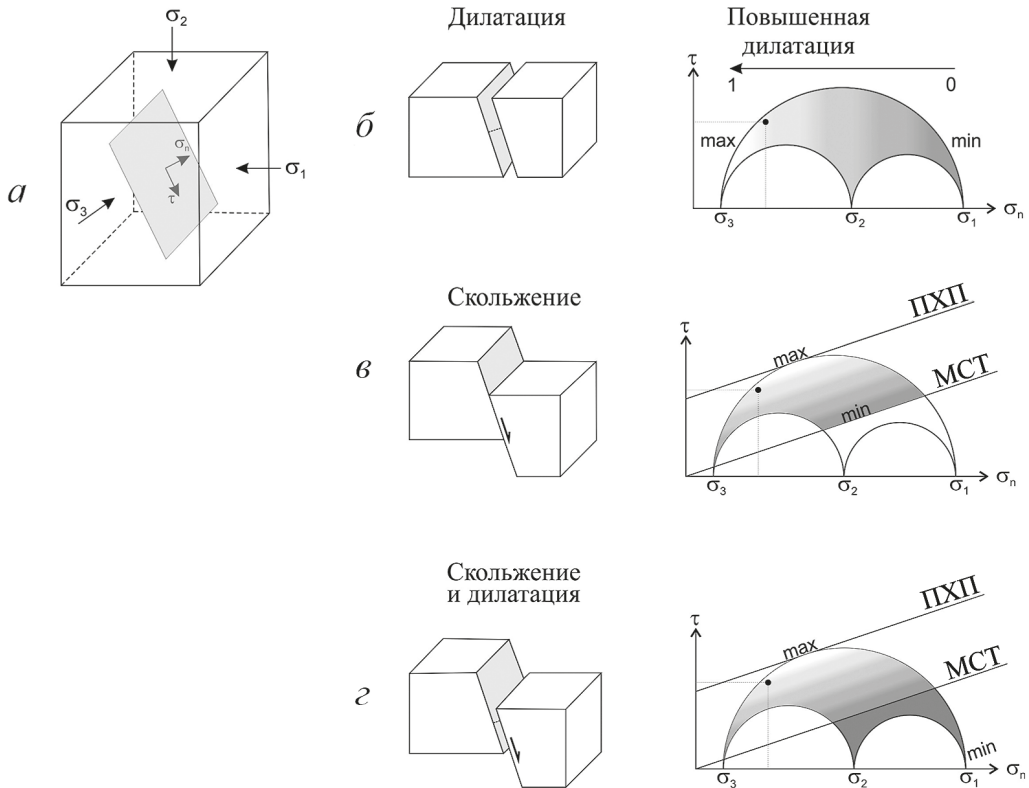 а
σ₂
σₙ
τ
σ₁
σ₃
б
Дилатация
Повышенная
дилатация
τ
1
0
max
min
σ₃
σ₂
σ₁
σₙ
в
Скольжение
ПХП
МСТ
τ
max
min
σ₃
σ₂
σ₁
σₙ
г
Скольжение
и дилатация
ПХП
МСТ
τ
max
min
σ₃
σ₂
σ₁
σₙ